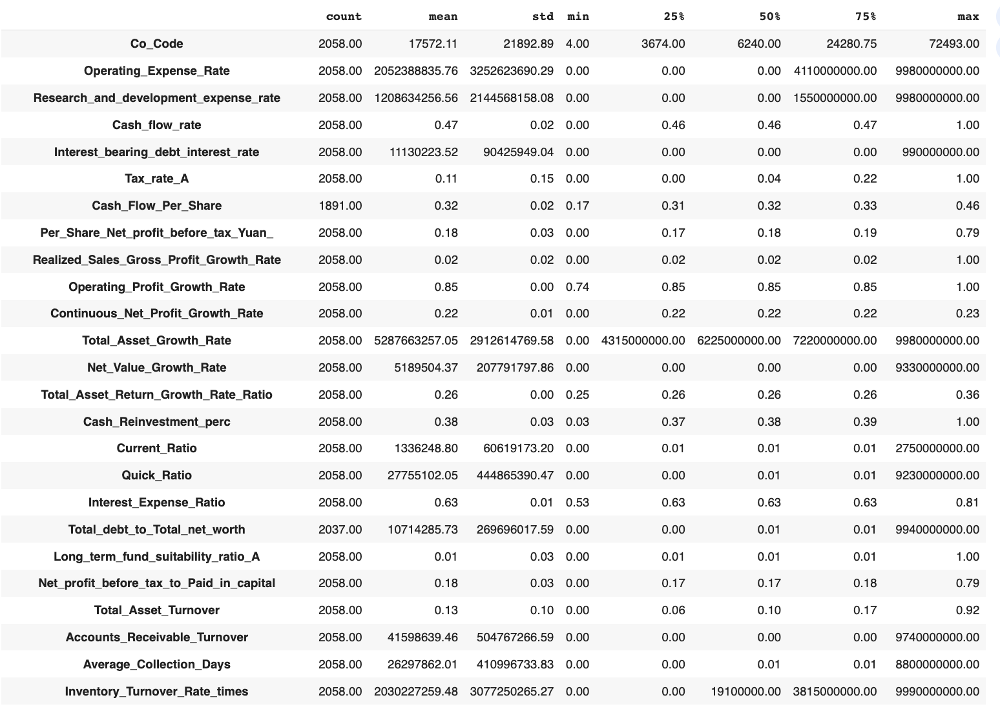 count mean std min 25% 50% 75% max
Co_Code 2058.00 17572.11 21892.89 4.00 3674.00 6240.00 24280.75 72493.00
Operating_Expense_Rate 2058.00 2052388835.76 3252623690.29 0.00 0.00 0.00 4110000000.00 9980000000.00
Research_and_development_expense_rate 2058.00 1208634256.56 2144568158.08 0.00 0.00 0.00 1550000000.00 9980000000.00
Cash_flow_rate 2058.00 0.47 0.02 0.00 0.46 0.46 0.47 1.00
Interest_bearing_debt_interest_rate 2058.00 11130223.52 90425949.04 0.00 0.00 0.00 0.00 990000000.00
Tax_rate_A 2058.00 0.11 0.15 0.00 0.00 0.04 0.22 1.00
Cash_Flow_Per_Share 1891.00 0.32 0.02 0.17 0.31 0.32 0.33 0.46
Per_Share_Net_profit_before_tax_Yuan_ 2058.00 0.18 0.03 0.00 0.17 0.18 0.19 0.79
Realized_Sales_Gross_Profit_Growth_Rate 2058.00 0.02 0.02 0.00 0.02 0.02 0.02 1.00
Operating_Profit_Growth_Rate 2058.00 0.85 0.00 0.74 0.85 0.85 0.85 1.00
Continuous_Net_Profit_Growth_Rate 2058.00 0.22 0.01 0.00 0.22 0.22 0.22 0.23
Total_Asset_Growth_Rate 2058.00 5287663257.05 2912614769.58 0.00 4315000000.00 6225000000.00 7220000000.00 9980000000.00
Net_Value_Growth_Rate 2058.00 5189504.37 207791797.86 0.00 0.00 0.00 0.00 9330000000.00
Total_Asset_Return_Growth_Rate_Ratio 2058.00 0.26 0.00 0.25 0.26 0.26 0.26 0.36
Cash_Reinvestment_perc 2058.00 0.38 0.03 0.03 0.37 0.38 0.39 1.00
Current_Ratio 2058.00 1336248.80 60619173.20 0.00 0.01 0.01 0.01 2750000000.00
Quick_Ratio 2058.00 27755102.05 444865390.47 0.00 0.00 0.01 0.01 9230000000.00
Interest_Expense_Ratio 2058.00 0.63 0.01 0.53 0.63 0.63 0.63 0.81
Total_debt_to_Total_net_worth 2037.00 10714285.73 269696017.59 0.00 0.00 0.01 0.01 9940000000.00
Long_term_fund_suitability_ratio_A 2058.00 0.01 0.03 0.00 0.01 0.01 0.01 1.00
Net_profit_before_tax_to_Paid_in_capital 2058.00 0.18 0.03 0.00 0.17 0.17 0.18 0.79
Total_Asset_Turnover 2058.00 0.13 0.10 0.00 0.06 0.10 0.17 0.92
Accounts_Receivable_Turnover 2058.00 41598639.46 504767266.59 0.00 0.00 0.00 0.00 9740000000.00
Average_Collection_Days 2058.00 26297862.01 410996733.83 0.00 0.00 0.01 0.01 8800000000.00
Inventory_Turnover_Rate_times 2058.00 2030227259.48 3077250265.27 0.00 0.00 19100000.00 3815000000.00 9990000000.00